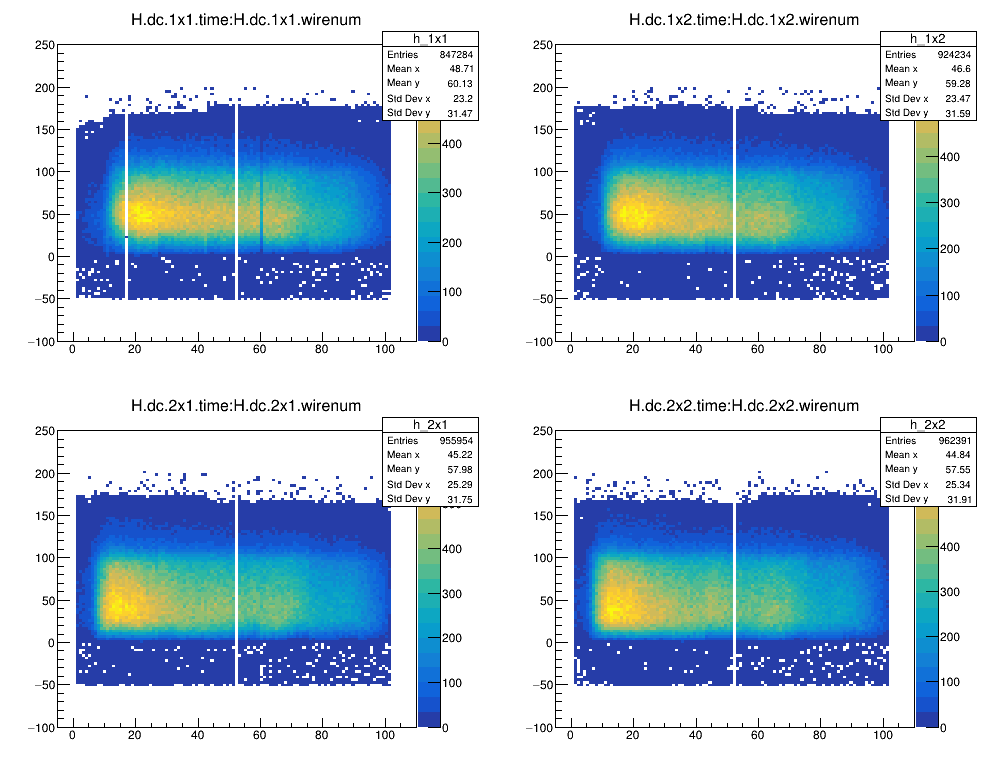 H.dc.1x1.time:H.dc.1x1.wirenum
h_1x1
Entries 847284
Mean x 48.71
Mean y 60.13
Std Dev x 23.2
Std Dev y 31.47
250
200
150
100
50
0
−50
−100
0 20 40 60 80 100
400
300
200
100
0
H.dc.1x2.time:H.dc.1x2.wirenum
h_1x2
Entries 924234
Mean x 46.6
Mean y 59.28
Std Dev x 23.47
Std Dev y 31.59
250
200
150
100
50
0
−50
−100
0 20 40 60 80 100
400
300
200
100
0
H.dc.2x1.time:H.dc.2x1.wirenum
h_2x1
Entries 955954
Mean x 45.22
Mean y 57.98
Std Dev x 25.29
Std Dev y 31.75
250
200
150
100
50
0
−50
−100
0 20 40 60 80 100
400
300
200
100
0
H.dc.2x2.time:H.dc.2x2.wirenum
h_2x2
Entries 962391
Mean x 44.84
Mean y 57.55
Std Dev x 25.34
Std Dev y 31.91
250
200
150
100
50
0
−50
−100
0 20 40 60 80 100
400
300
200
100
0